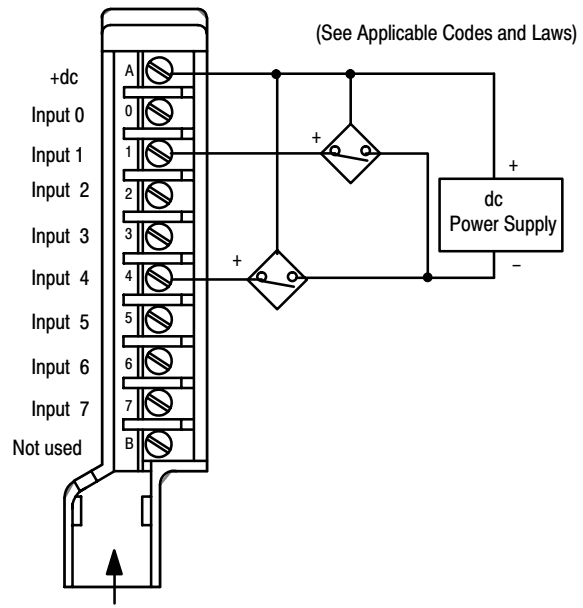 (See Applicable Codes and Laws)
+dc A
Input 0 0
Input 1 1 +
Input 2 2
Input 3 3
Input 4 4 +
Input 5 5
Input 6 6
Input 7 7
Not used B
+
dc
Power Supply
–